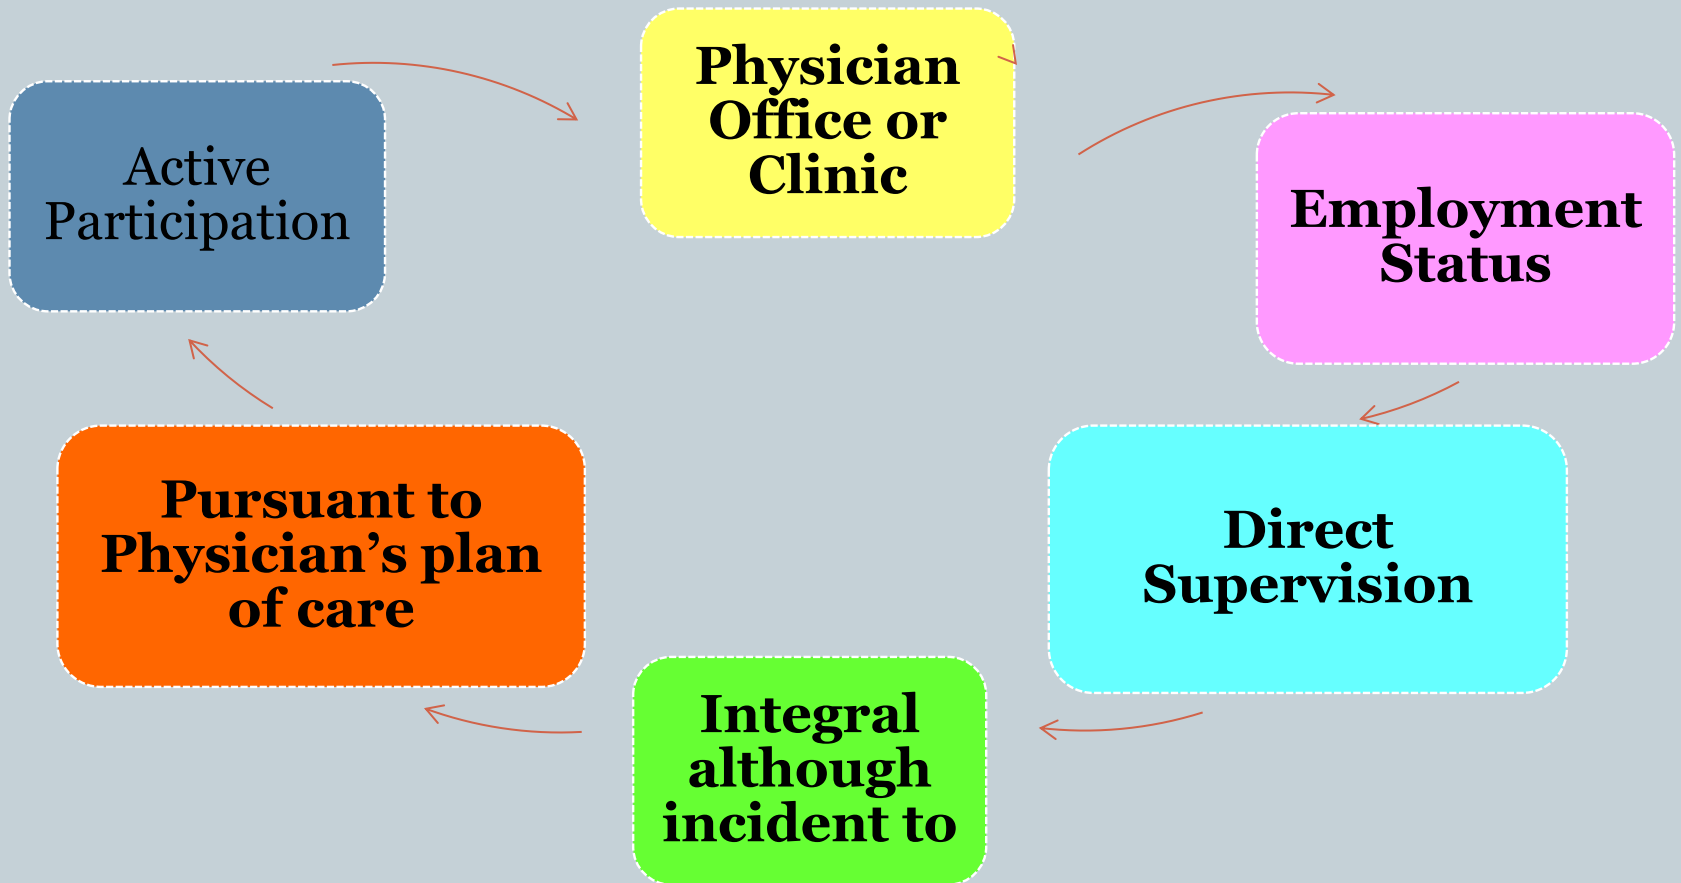 Physician
Office or
Clinic
Employment
Status
Direct
Supervision
Integral
although
incident to
Pursuant to
Physician’s plan
of care
Active
Participation